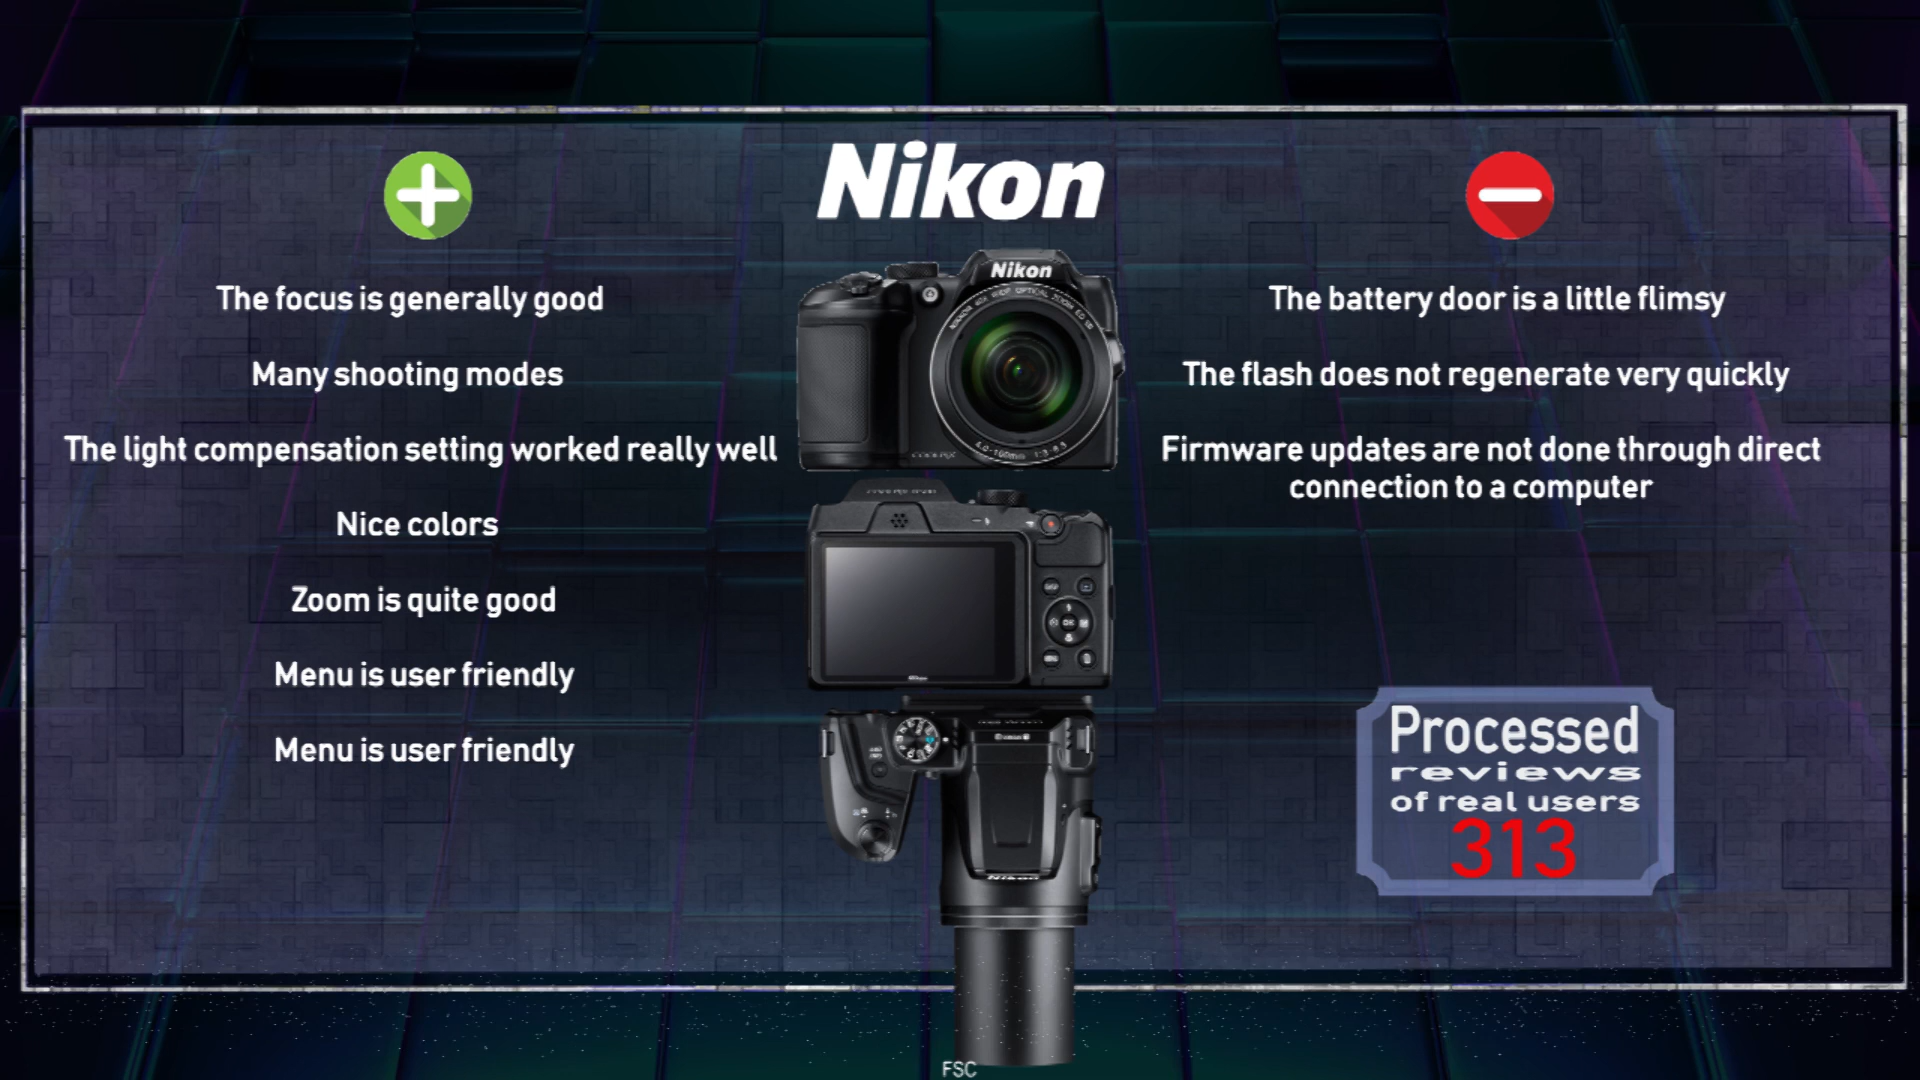 Nikon
The focus is generally good
Many shooting modes
The light compensation setting worked really well
Nice colors
Zoom is quite good
Menu is user friendly
Menu is user friendly
Nikon
COOLPIX
Nikon
The battery door is a little flimsy
The flash does not regenerate very quickly
Firmware updates are not done through direct
connection to a computer
Processed
reviews
of real users
313
FSC